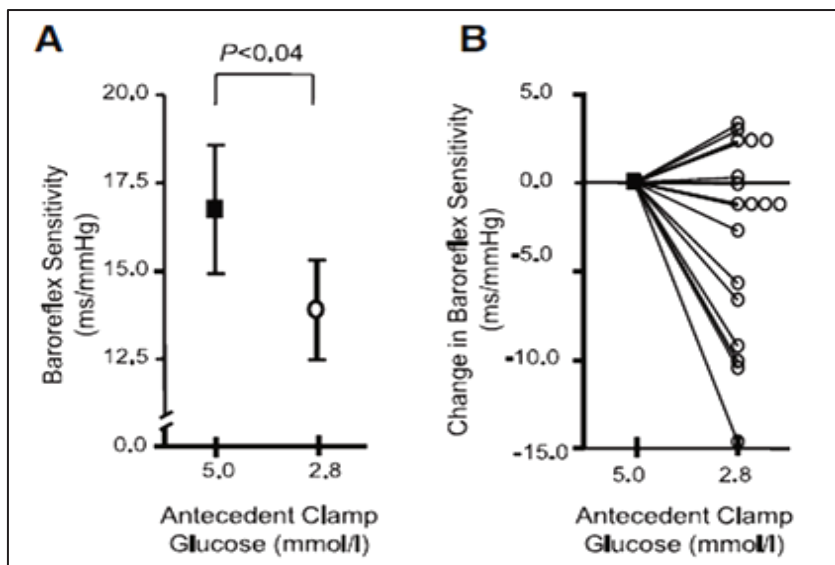 A
P<0.04
Baroreflex Sensitivity
(ms/mmHg)
20.0
17.5
15.0
12.5
0.0
5.0
2.8
Antecedent Clamp
Glucose (mmol/l)
B
Change in Baroreflex Sensitivity
(ms/mmHg)
5.0
0.0
-5.0
-10.0
-15.0
5.0
2.8
Antecedent Clamp
Glucose (mmol/l)